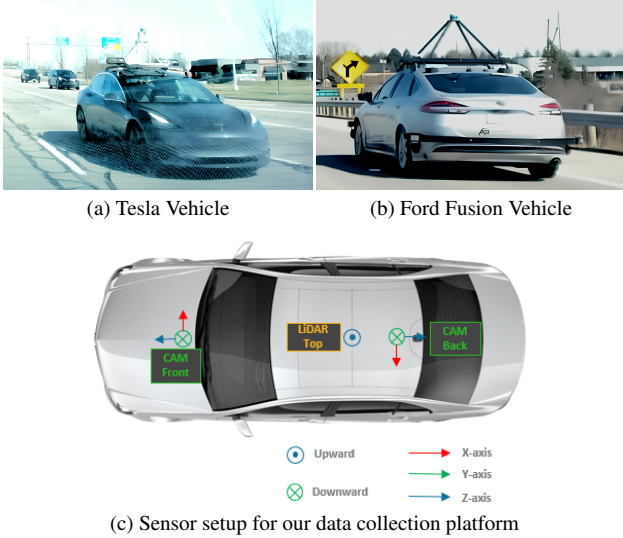 (a) Tesla Vehicle
(b) Ford Fusion Vehicle
CAM
Front
LiDAR
Top
CAM
Back
Upward
X-axis
Y-axis
Downward
Z-axis
(c) Sensor setup for our data collection platform